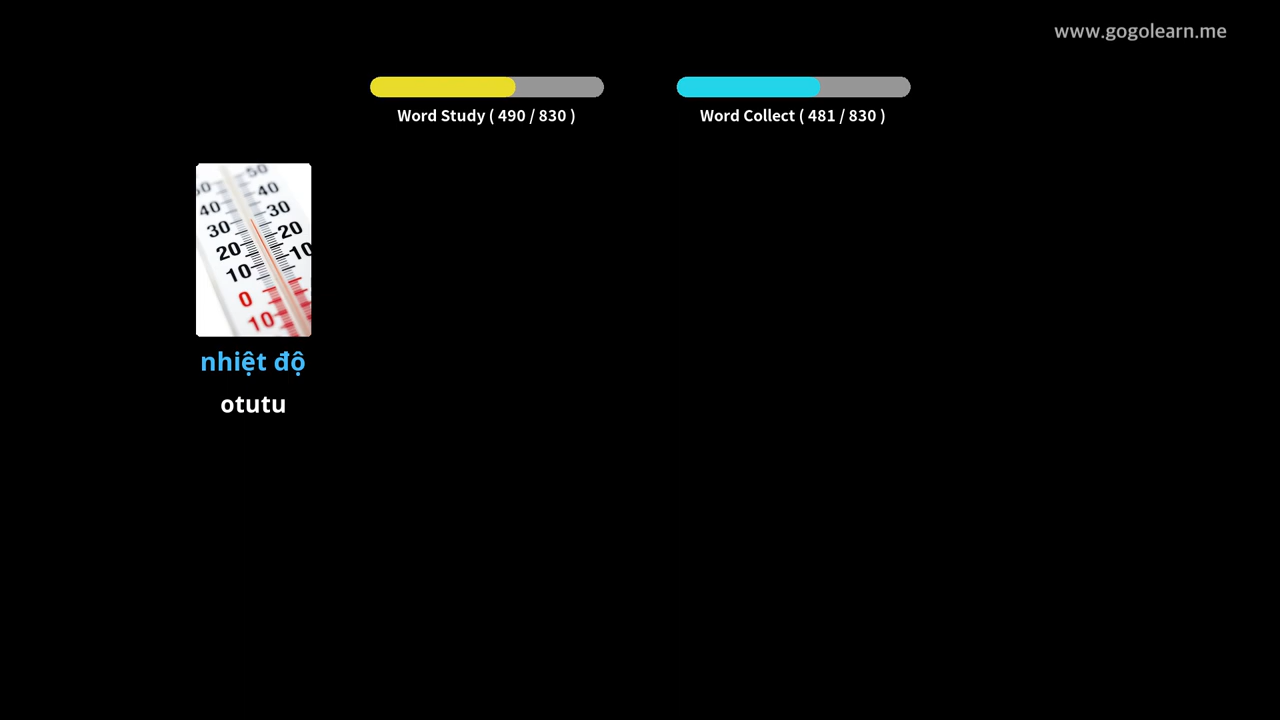 www.gogolearn.me
Word Study ( 490 / 830 )
Word Collect ( 481 / 830 )
50
40
40
30
30
20
20
10
10
0
10
nhiệt độ
otutu